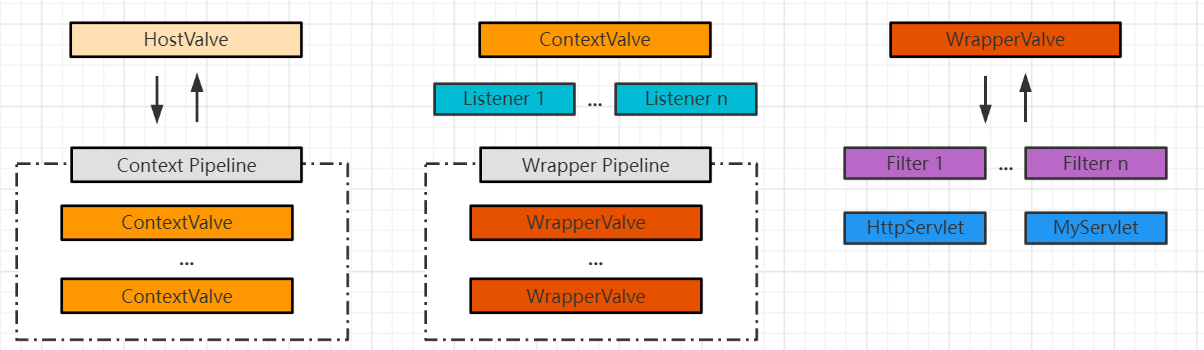 HostValve
Context Pipeline
ContextValve
...
ContextValve
ContextValve
Listener 1 ... Listener n
Wrapper Pipeline
WrapperValve
...
WrapperValve
WrapperValve
Filter 1 ... Filterr n
HttpServlet MyServlet